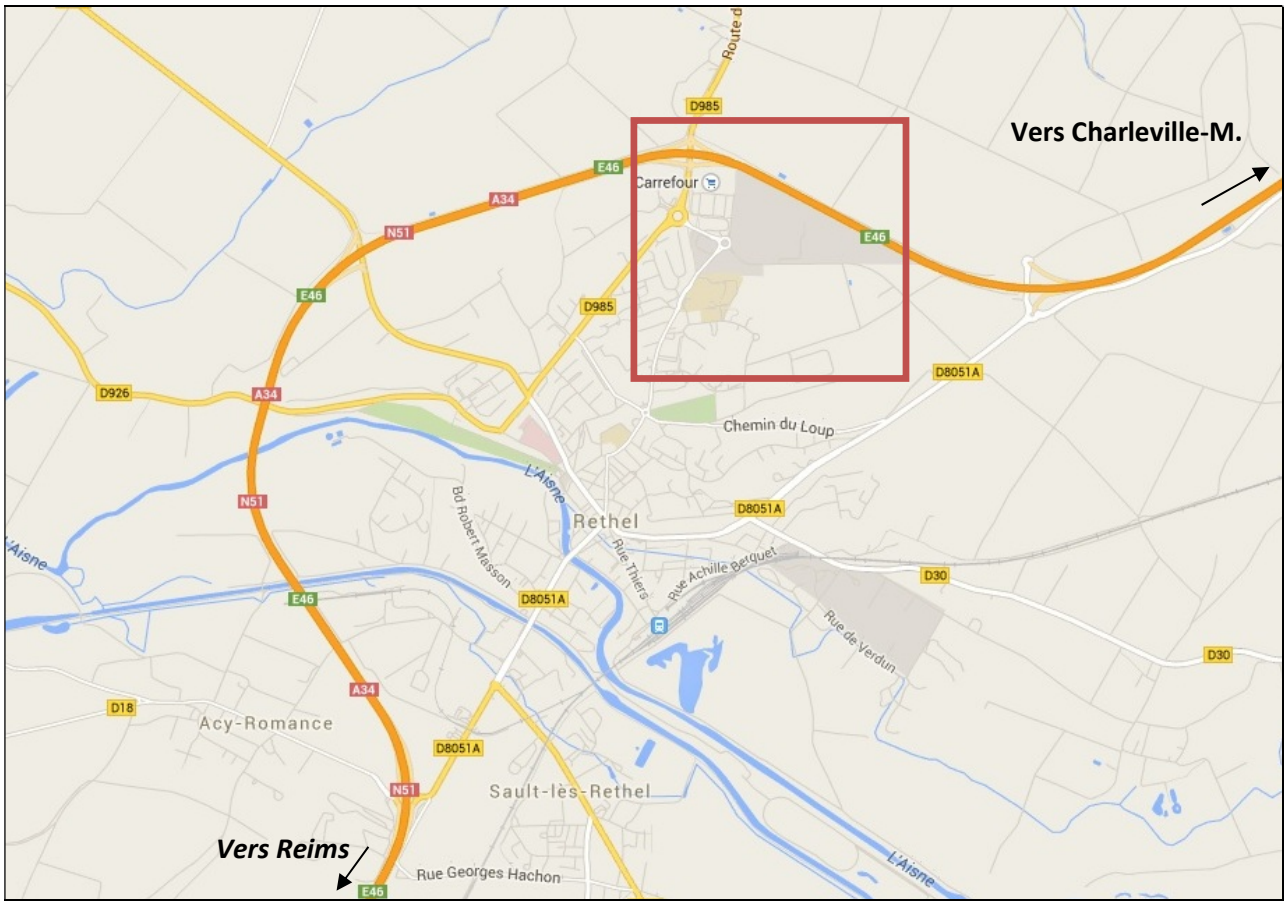 Route d
D985
Vers Charleville-M.
E46
Carrefour
A34
N51
E46
E46
D985
D8051A
D926
A34
Chemin du Loup
L'Aisne
N51
Bd Robert Masson
Rethel
D8051A
L'Aisne
Rue Thiers
Rue Achille Berquet
D30
E46
D8051A
Rue de Verdun
D30
A34
D18
Acy-Romance
D8051A
N51
Sault-lès-Rethel
Vers Reims
Rue Georges Hachon
L'Aisne
E46